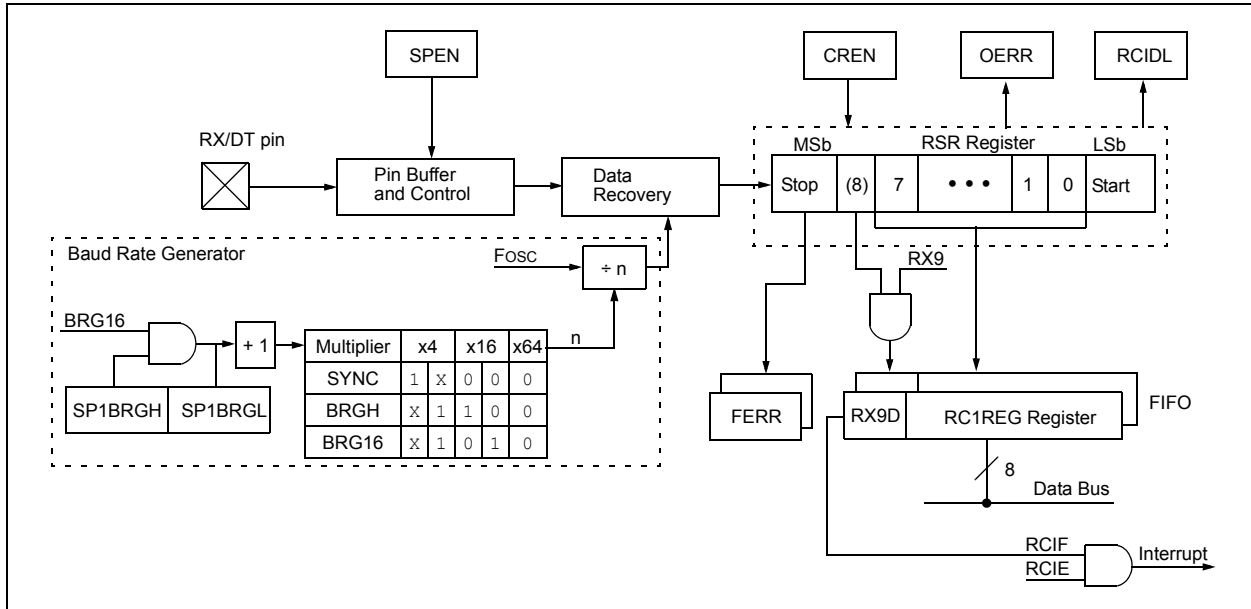 SPEN
CREN
OERR
RCIDL
RX/DT pin
Pin Buffer
and Control
Data
Recovery
MSb
RSR Register
LSb
Stop (8) 7 • • • 1 0 Start
Baud Rate Generator
FOSC
÷ n
RX9
BRG16
+ 1
n
Multiplier x4 x16 x64
SYNC 1 X 0 0 0
BRGH X 1 1 0 0
BRG16 X 1 0 1 0
SP1BRGH SP1BRGL
FERR
RX9D
RC1REG Register
FIFO
8
Data Bus
RCIF
RCIE
Interrupt